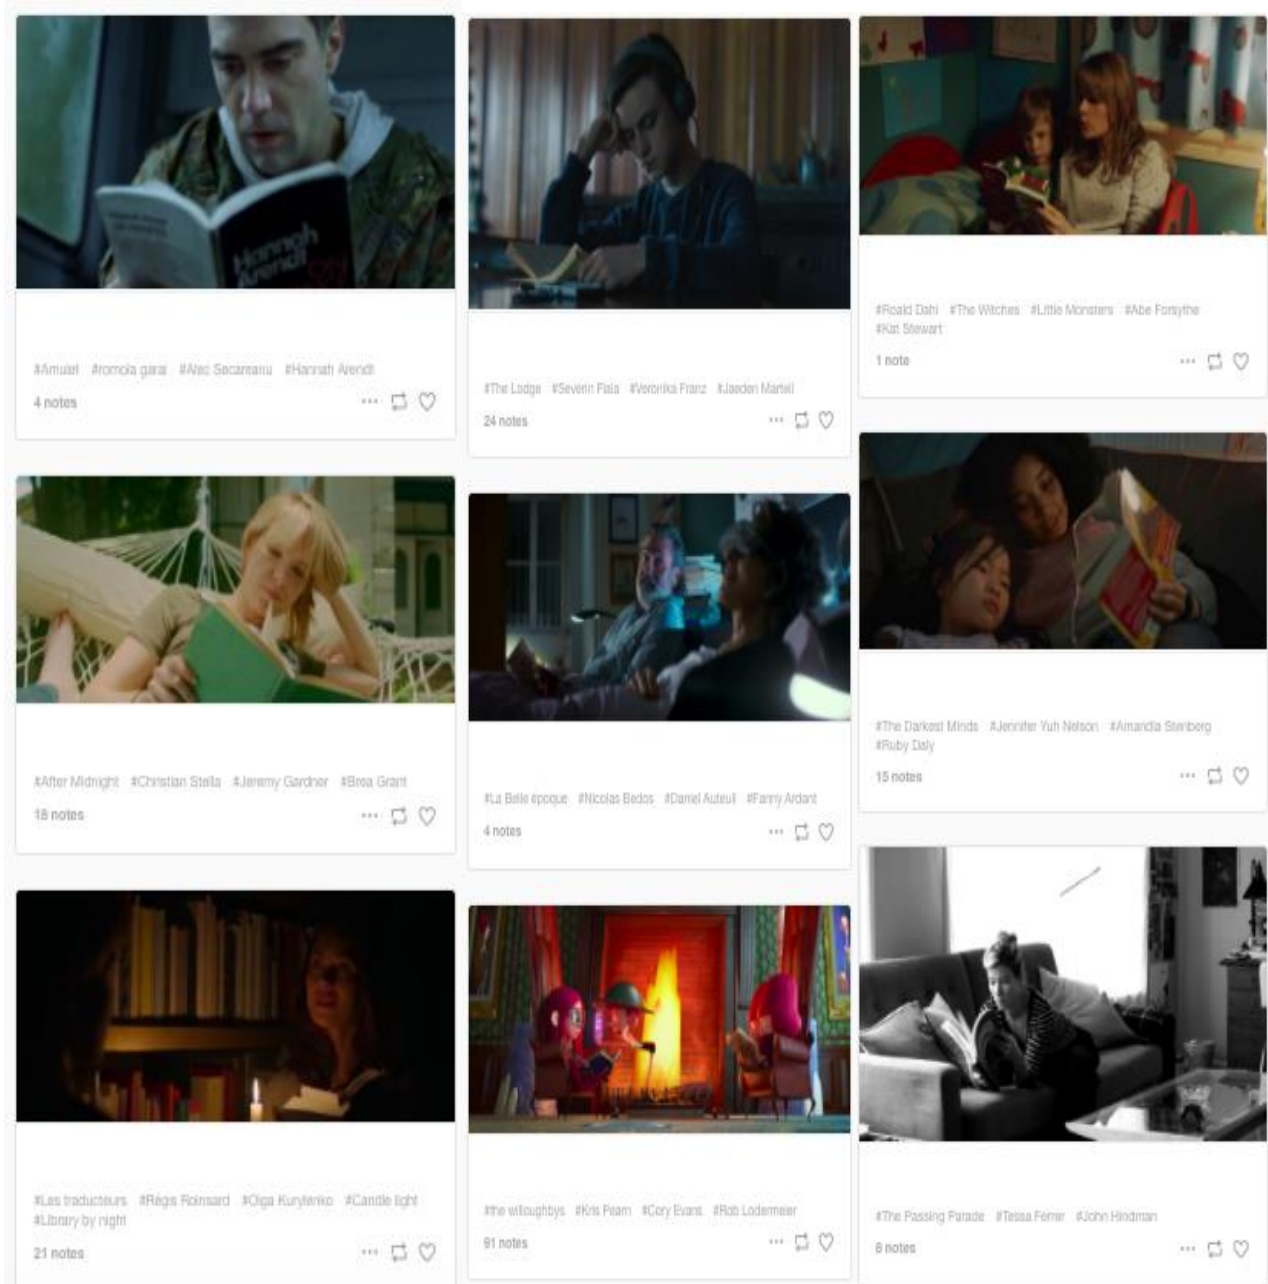 Hannah
Arendt
#Amulet #romola garai #Alec Secareanu #Hannah Arendt
4 notes
#After Midnight #Christian Stella #Jeremy Gardner #Brea Grant
18 notes
#Les traducteurs #Régis Roinsard #Olga Kurylenko #Candle light
#Library by night
21 notes
#The Lodge #Severin Fiala #Veronika Franz #Jaeden Martell
24 notes
#La Belle époque #Nicolas Bedos #Daniel Auteuil #Fanny Ardant
4 notes
#the willoughbys #Kris Pearn #Cory Evans #Rob Lodermeier
91 notes
#Roald Dahl #The Witches #Little Monsters #Abe Forsythe
#Kat Stewart
1 note
#The Darkest Minds #Jennifer Yuh Nelson #Amandla Stenberg
#Ruby Daly
15 notes
#The Passing Parade #Tessa Ferrer #John Hindman
8 notes